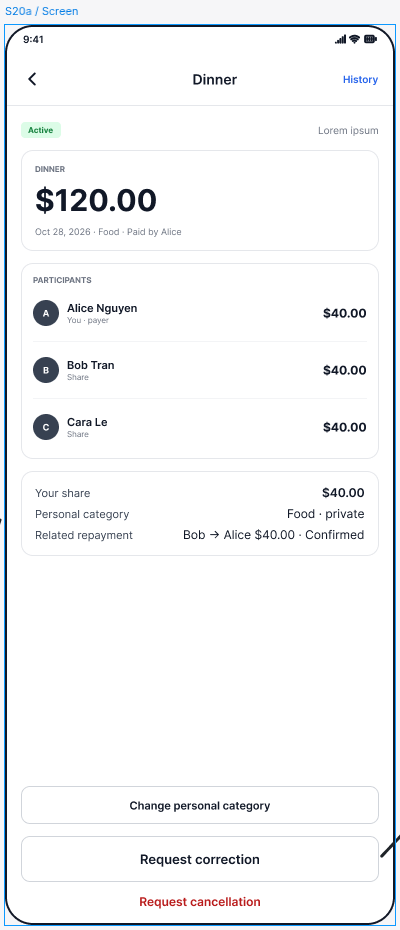 S20a / Screen
9:41
Dinner
History
Active
Lorem ipsum
DINNER
$120.00
Oct 28, 2026 · Food · Paid by Alice
PARTICIPANTS
A
Alice Nguyen
$40.00
You · payer
B
Bob Tran
$40.00
Share
C
Cara Le
$40.00
Share
Your share $40.00
Personal category Food · private
Related repayment Bob → Alice $40.00 · Confirmed
Change personal category
Request correction
Request cancellation